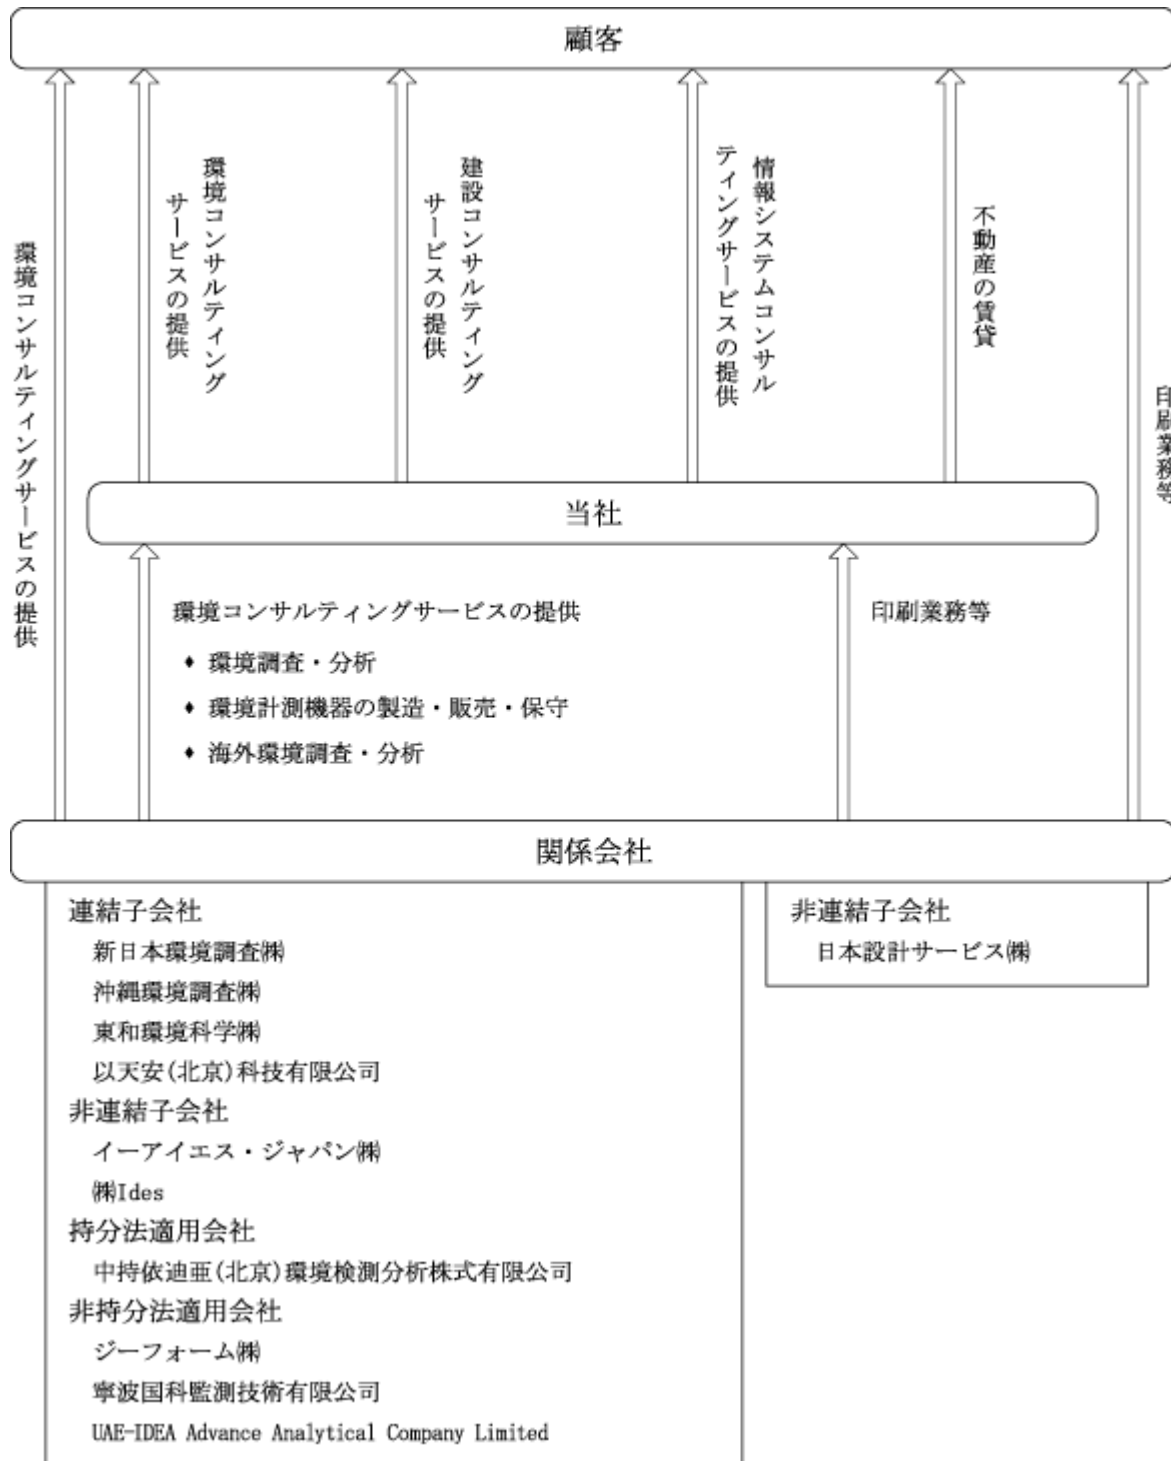 顧客
環境コンサルティングサービスの提供
環境コンサルティング
サービスの提供
建設コンサルティング
サービスの提供
情報システムコンサル
ティングサービスの提供
不動産の賃貸
印刷業務等
当社
環境コンサルティングサービスの提供
♦ 環境調査・分析
♦ 環境計測機器の製造・販売・保守
♦ 海外環境調査・分析
印刷業務等
関係会社
連結子会社
新日本環境調査㈱
沖縄環境調査㈱
東和環境科学㈱
以天安(北京)科技有限公司
非連結子会社
イーアイエス・ジャパン㈱
㈱Ides
持分法適用会社
中持依迪亜(北京)環境検測分析株式有限公司
非持分法適用会社
ジーフォーム㈱
寧波国科監測技術有限公司
UAE-IDEA Advance Analytical Company Limited
非連結子会社
日本設計サービス㈱